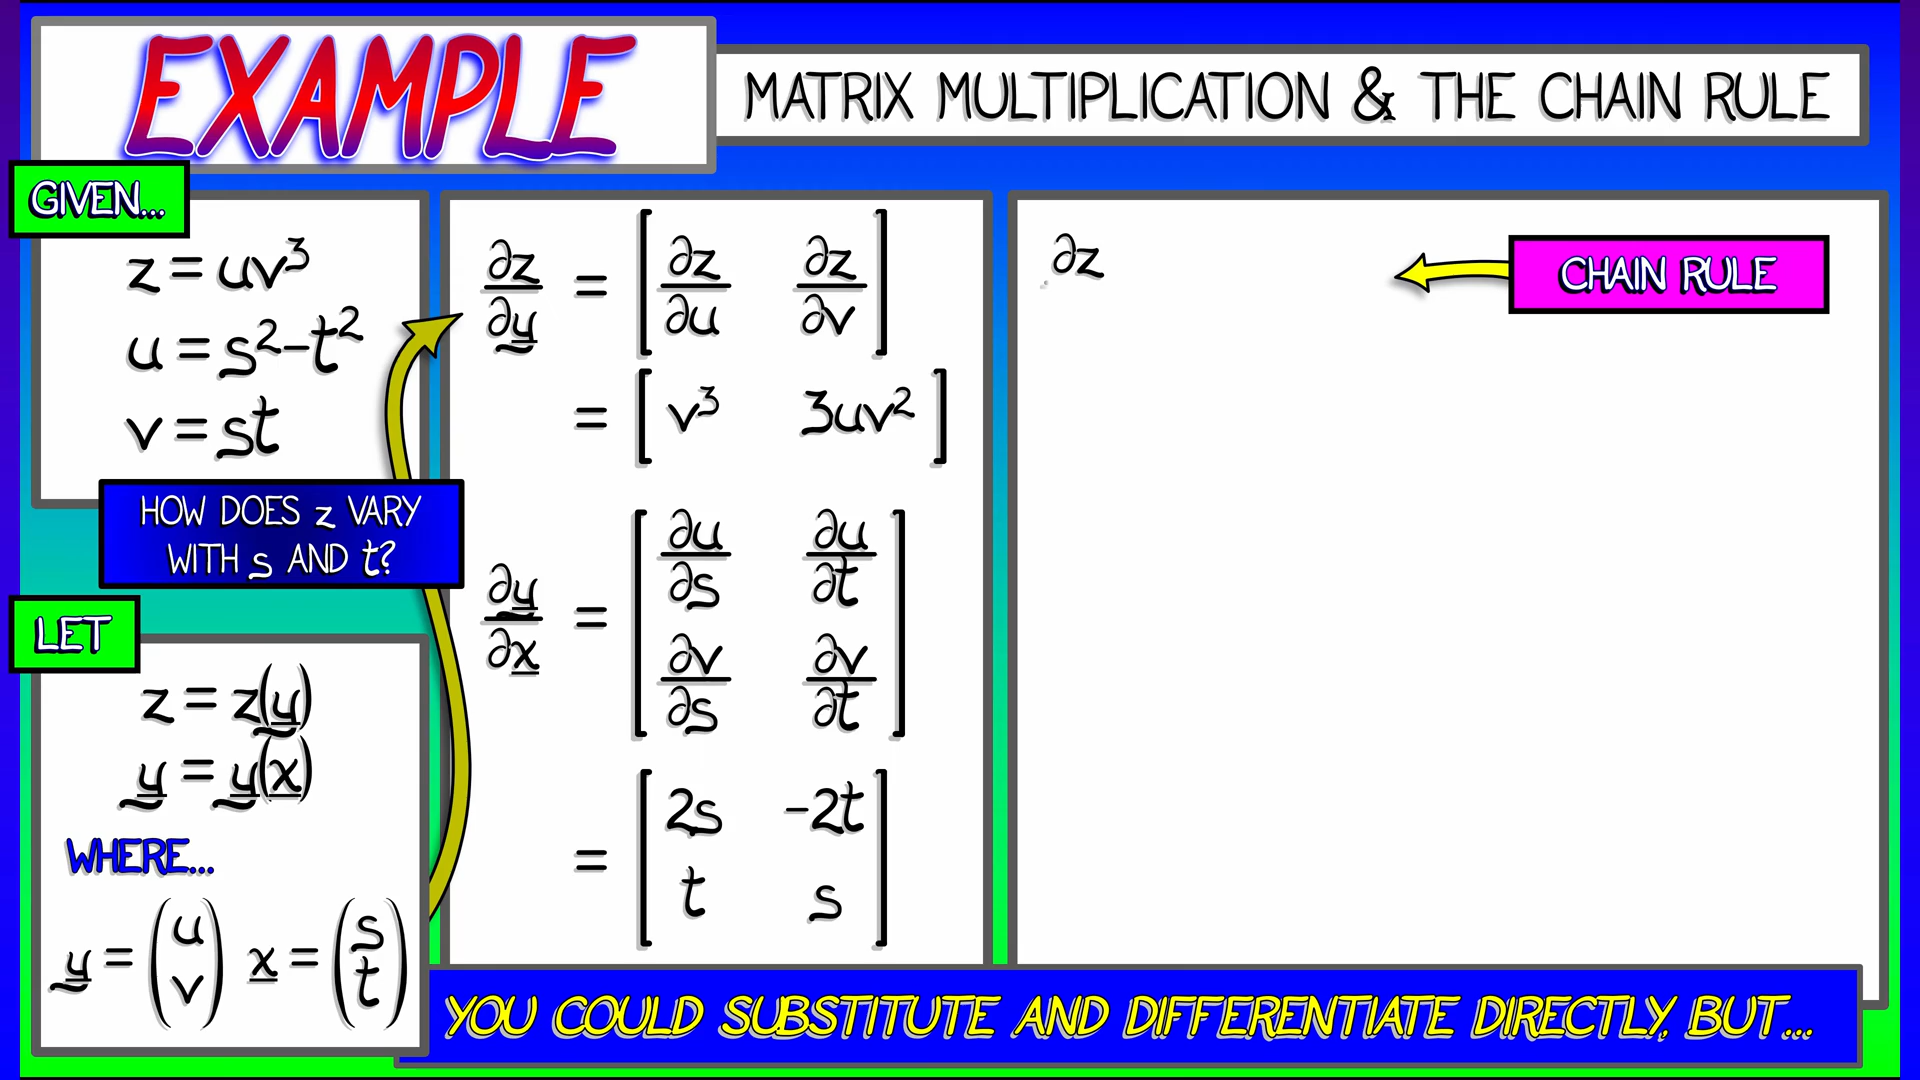 EXAMPLE
MATRIX MULTIPLICATION & THE CHAIN RULE
GIVEN...
z = uv³
u = s²-t²
v = st
HOW DOES z VARY
WITH s AND t?
LET
z = z(y)
y = y(x)
WHERE...
y = (u v) x = (s t)
∂z/∂y = [∂z/∂u ∂z/∂v]
= [v³ 3uv²]
∂y/∂x = [∂u/∂s ∂u/∂t
∂v/∂s ∂v/∂t]
= [2s -2t
t s]
∂z
CHAIN RULE
YOU COULD SUBSTITUTE AND DIFFERENTIATE DIRECTLY, BUT...